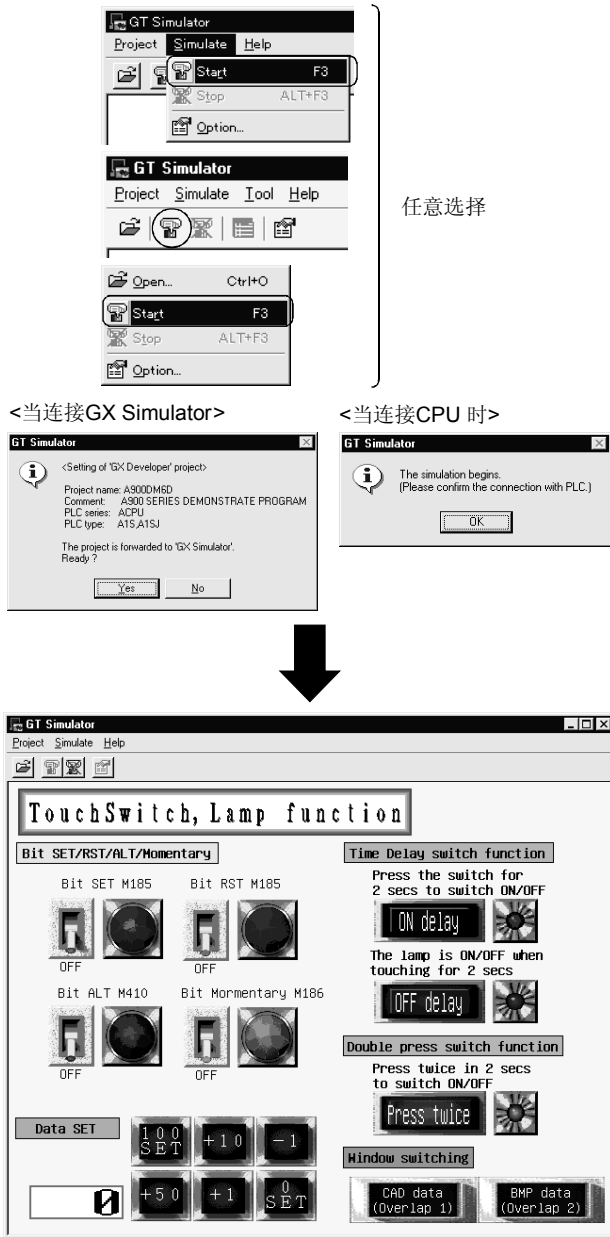 GT Simulator
Project Simulate Help
Start F3
Stop ALT+F3
Option...
GT Simulator
Project Simulate Tool Help
任意选择
Open... Ctrl+O
Start F3
Stop ALT+F3
Option...
<当连接GX Simulator>
<当连接CPU 时>
GT Simulator
<Setting of 'GX Developer' project>
Project name: A900DM6D
Comment: A900 SERIES DEMONSTRATE PROGRAM
PLC series: ACPU
PLC type: A1S,A1SJ
The project is forwarded to 'GX Simulator'.
Ready ?
Yes No
GT Simulator
The simulation begins.
(Please confirm the connection with PLC.)
OK
GT Simulator
Project Simulate Help
TouchSwitch, Lamp function
Bit SET/RST/ALT/Momentary
Bit SET M185 Bit RST M185
OFF OFF
Bit ALT M410 Bit Mormentary M186
OFF OFF
Data SET
100 SET +10 -1
0
+50 +1 0 SET
Time Delay switch function
Press the switch for
2 secs to switch ON/OFF
ON delay
The lamp is ON/OFF when
touching for 2 secs
OFF delay
Double press switch function
Press twice in 2 secs
to switch ON/OFF
Press twice
Window switching
CAD data
(Overlap 1)
BMP data
(Overlap 2)